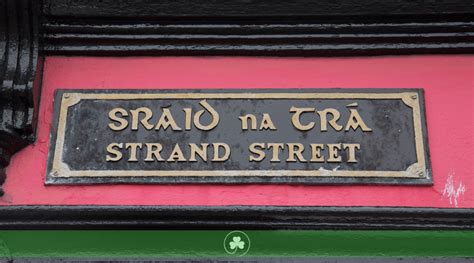 SRÁID na TRÁ
STRAND STREET